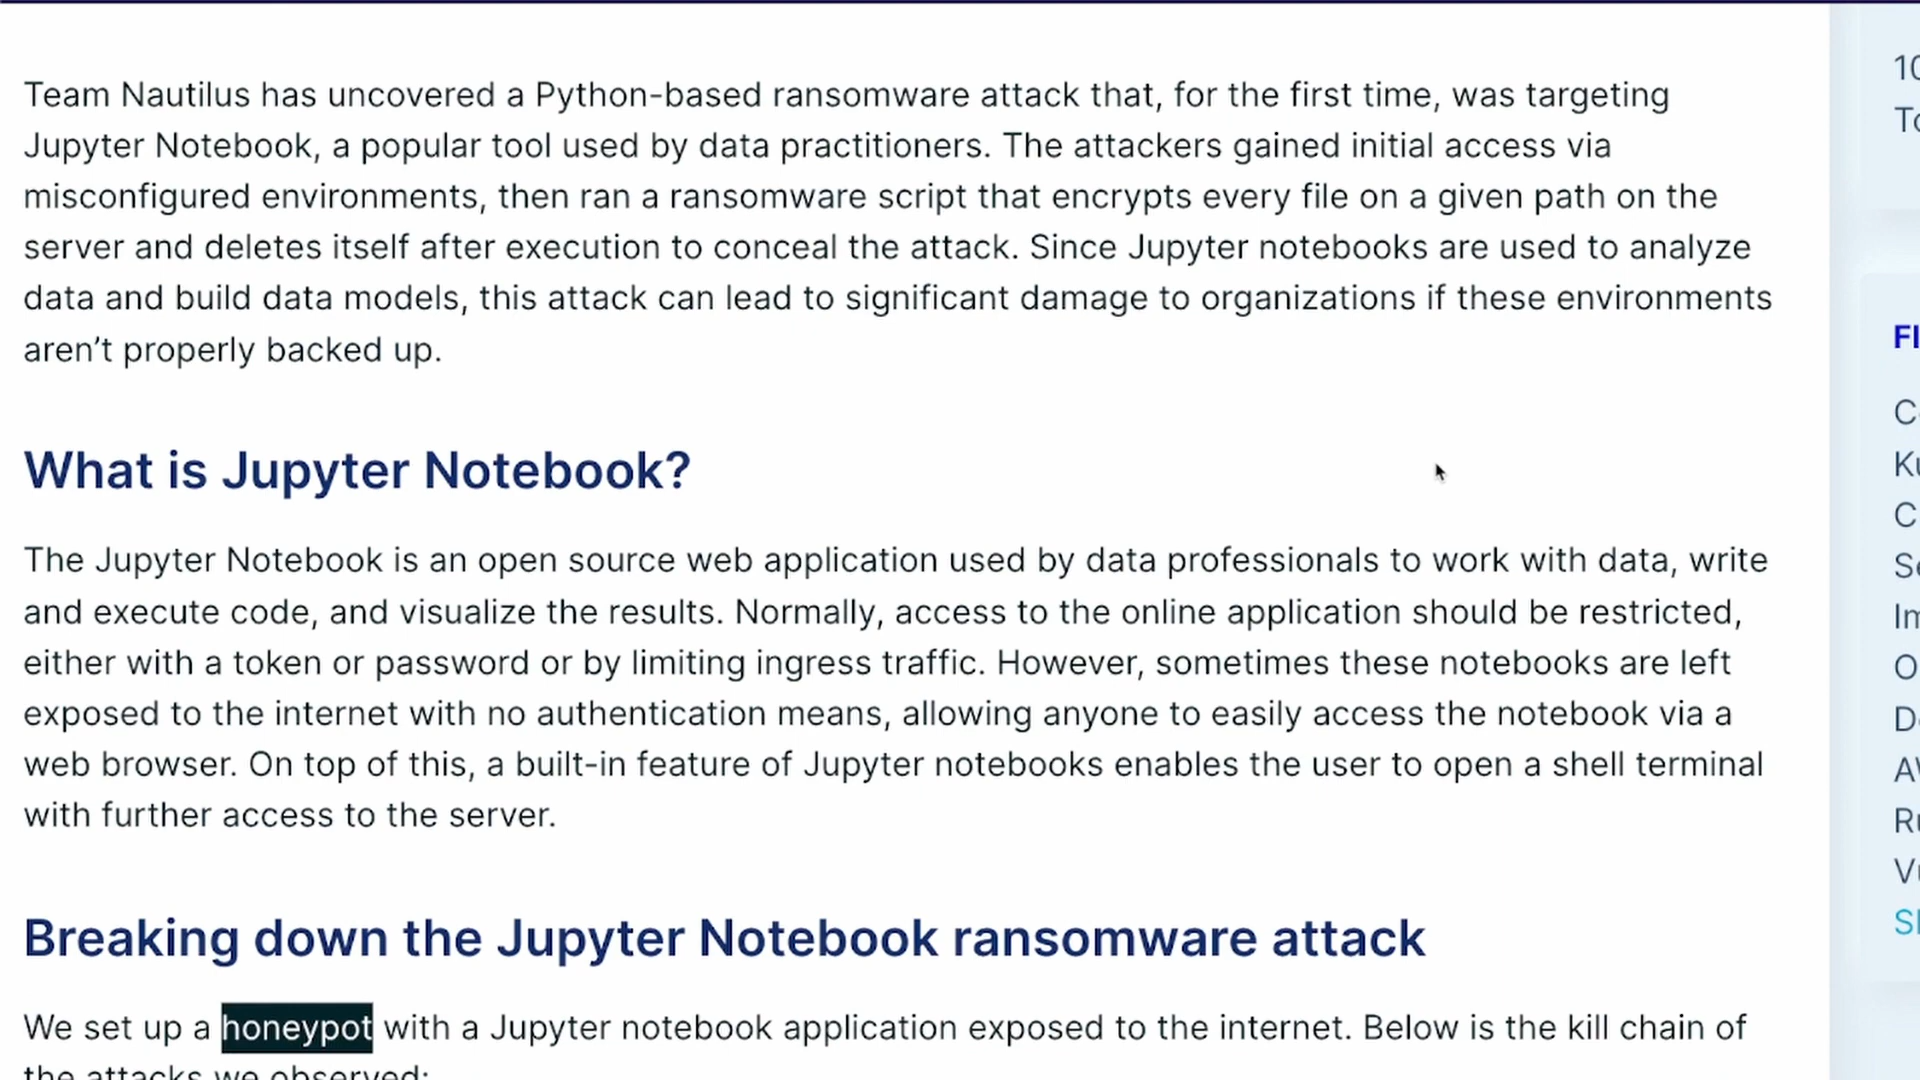 Team Nautilus has uncovered a Python-based ransomware attack that, for the first time, was targeting
Jupyter Notebook, a popular tool used by data practitioners. The attackers gained initial access via
misconfigured environments, then ran a ransomware script that encrypts every file on a given path on the
server and deletes itself after execution to conceal the attack. Since Jupyter notebooks are used to analyze
data and build data models, this attack can lead to significant damage to organizations if these environments
aren’t properly backed up.
What is Jupyter Notebook?
The Jupyter Notebook is an open source web application used by data professionals to work with data, write
and execute code, and visualize the results. Normally, access to the online application should be restricted,
either with a token or password or by limiting ingress traffic. However, sometimes these notebooks are left
exposed to the internet with no authentication means, allowing anyone to easily access the notebook via a
web browser. On top of this, a built-in feature of Jupyter notebooks enables the user to open a shell terminal
with further access to the server.
Breaking down the Jupyter Notebook ransomware attack
We set up a honeypot with a Jupyter notebook application exposed to the internet. Below is the kill chain of
the attacks we observed: